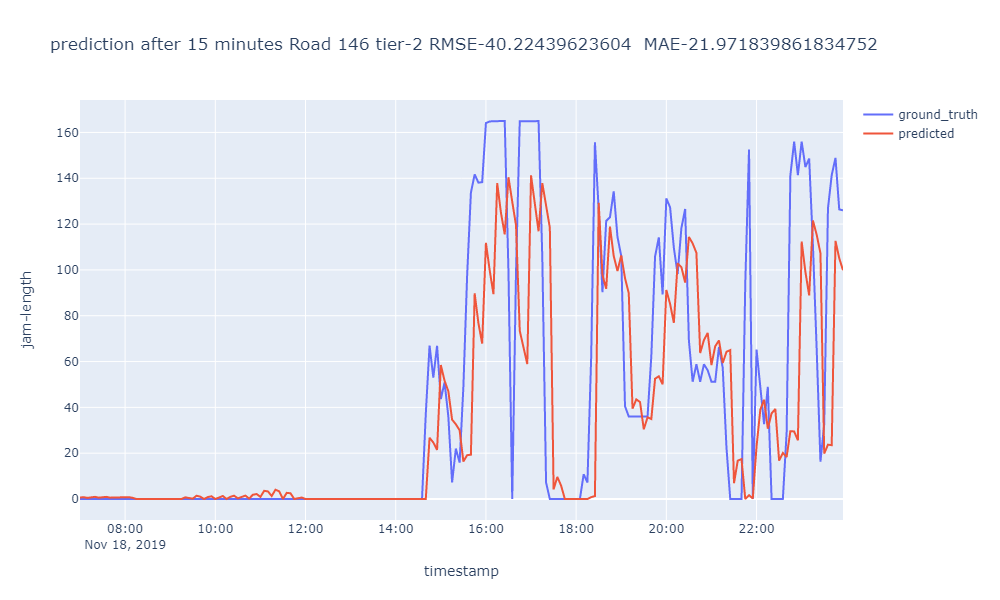 prediction after 15 minutes Road 146 tier-2 RMSE-40.22439623604  MAE-21.971839861834752
ground_truth
predicted
160
140
120
100
80
60
40
20
0
jam-length
08:00 10:00 12:00 14:00 16:00 18:00 20:00 22:00
Nov 18, 2019
timestamp